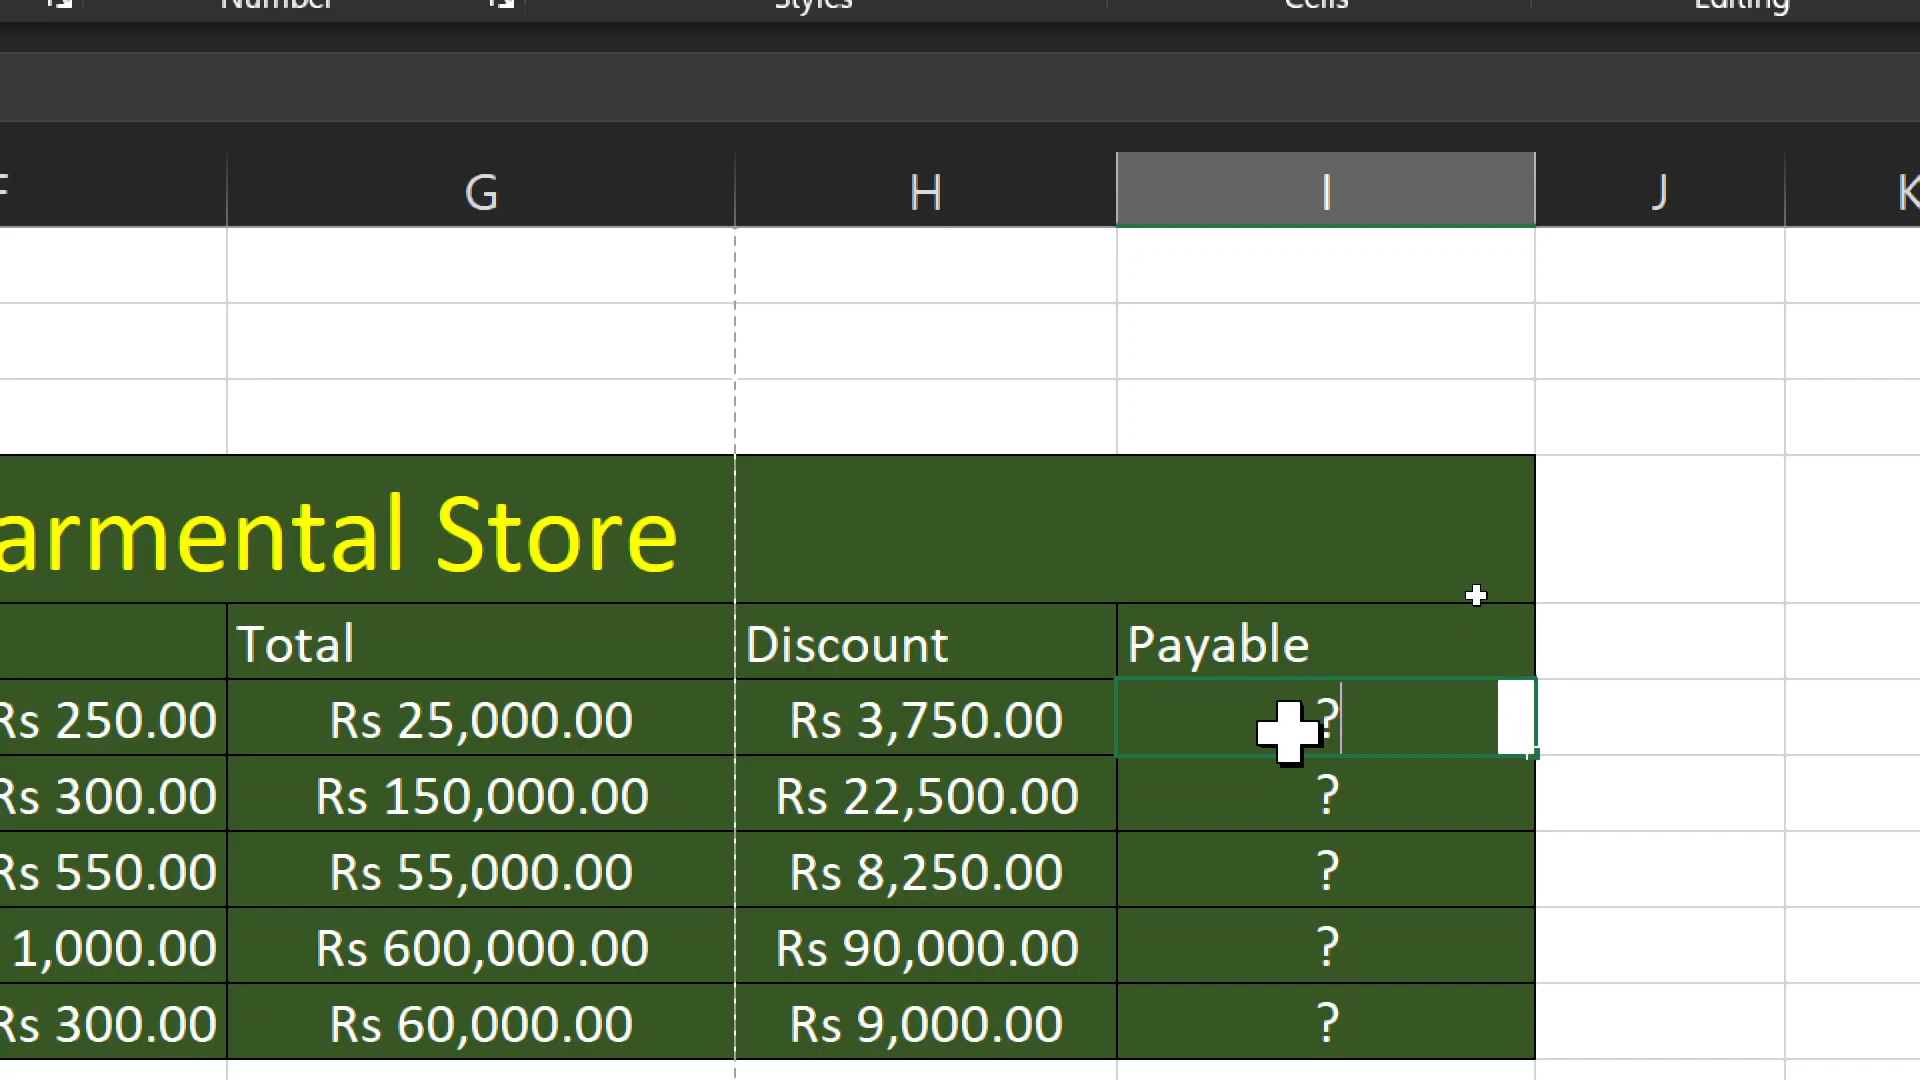 Number Styles Cells Editing
F G H I J K
armental Store
Total Discount Payable
Rs 250.00 Rs 25,000.00 Rs 3,750.00 ?
Rs 300.00 Rs 150,000.00 Rs 22,500.00 ?
Rs 550.00 Rs 55,000.00 Rs 8,250.00 ?
1,000.00 Rs 600,000.00 Rs 90,000.00 ?
Rs 300.00 Rs 60,000.00 Rs 9,000.00 ?